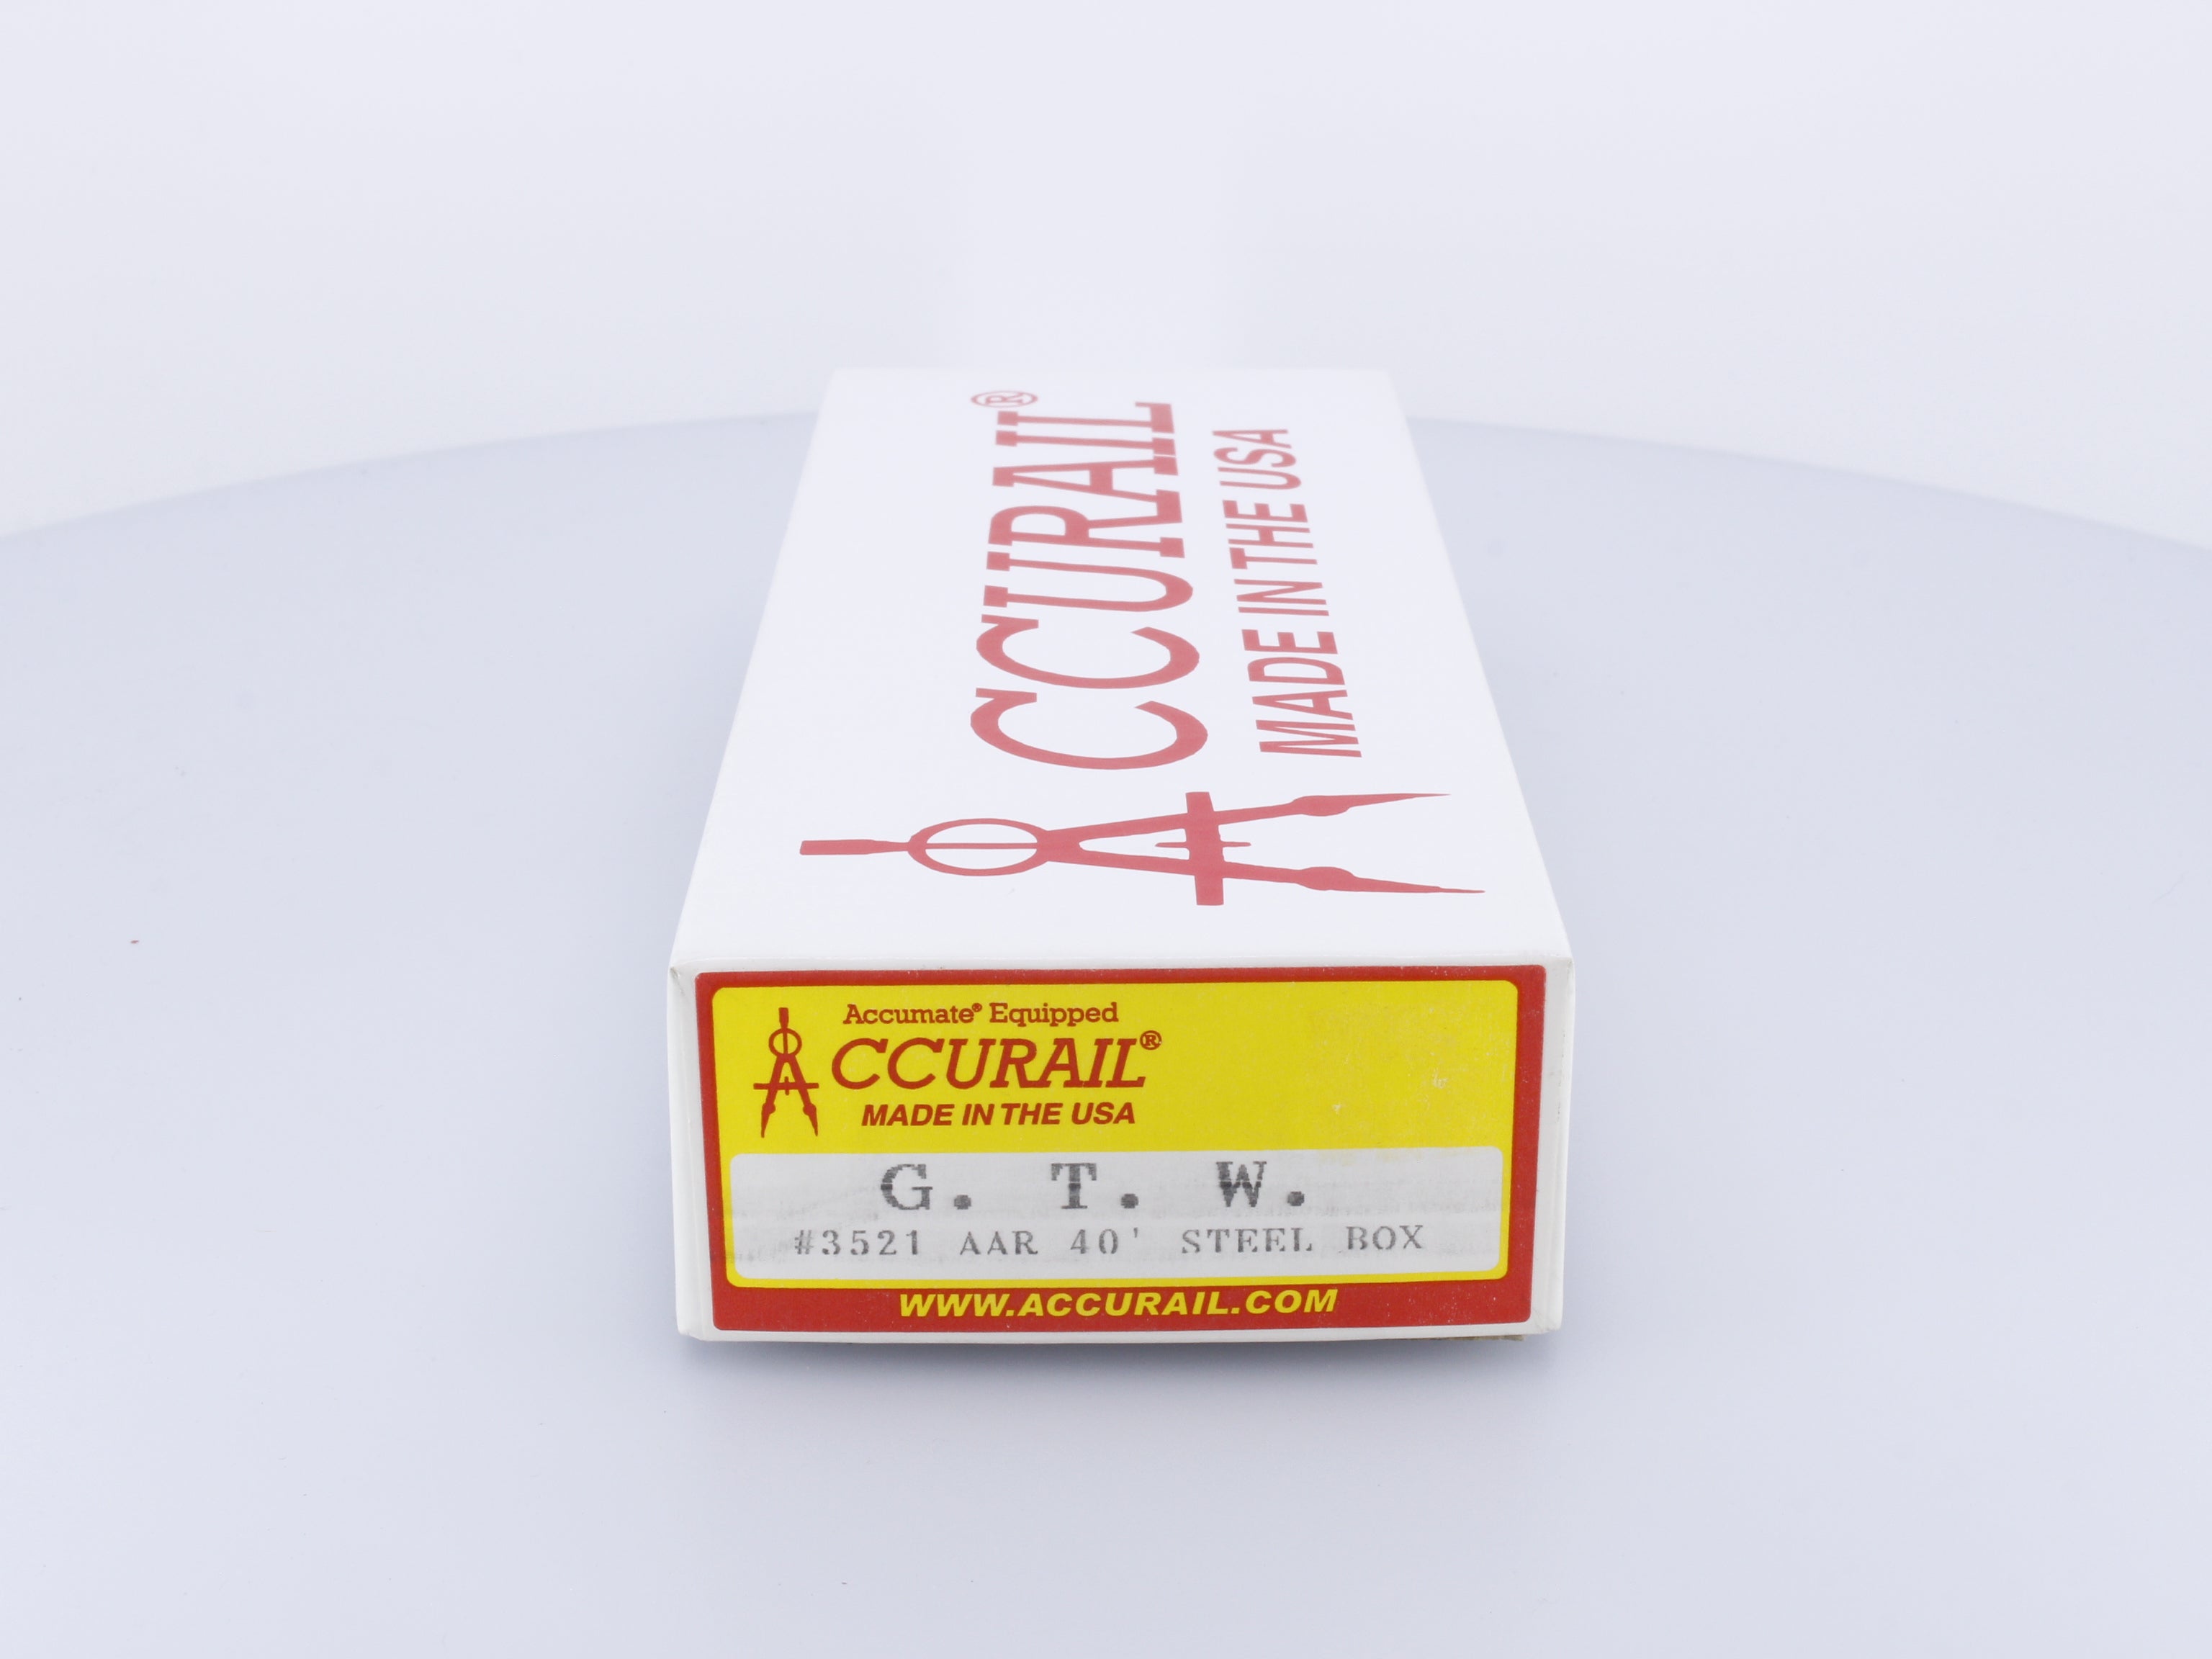 ACCURAIL®
MADE IN THE USA
Accumate® Equipped
ACCURAIL®
MADE IN THE USA
G. T. W.
#3521 AAR 40' STEEL BOX
WWW.ACCURAIL.COM